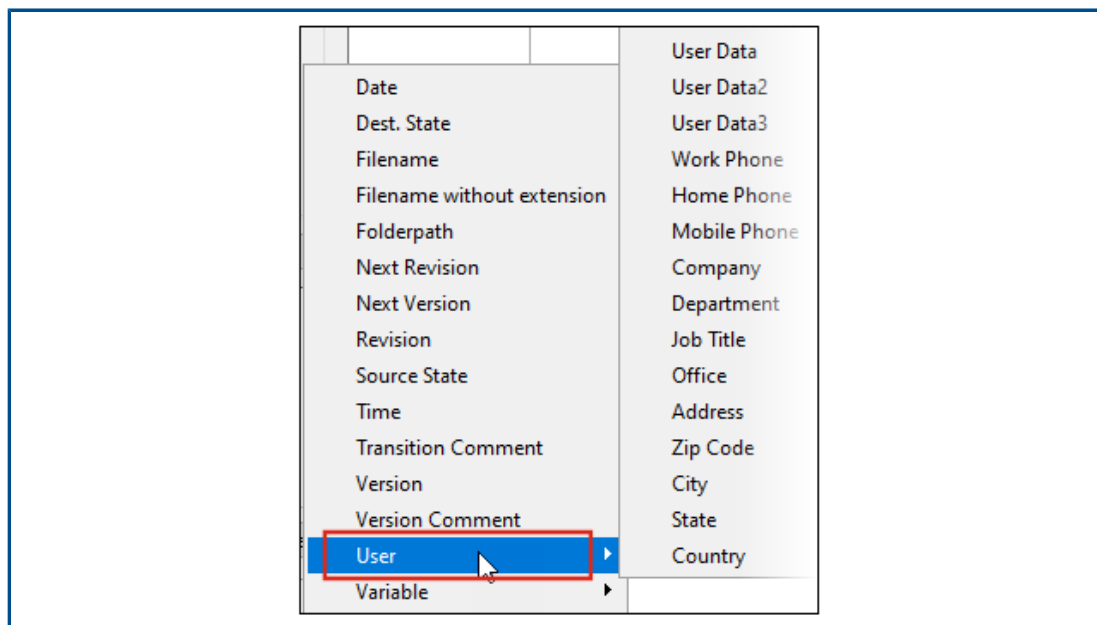 Date
Dest. State
Filename
Filename without extension
Folderpath
Next Revision
Next Version
Revision
Source State
Time
Transition Comment
Version
Version Comment
User
Variable
User Data
User Data2
User Data3
Work Phone
Home Phone
Mobile Phone
Company
Department
Job Title
Office
Address
Zip Code
City
State
Country